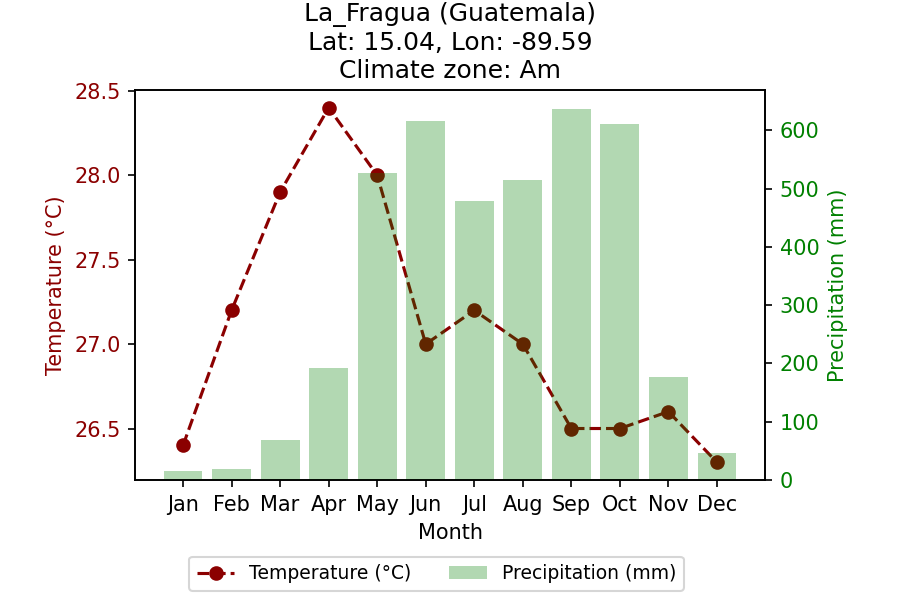 La_Fragua (Guatemala)
Lat: 15.04, Lon: -89.59
Climate zone: Am
28.5
28.0
27.5
27.0
26.5
Temperature (°C)
600
500
400
300
200
100
0
Precipitation (mm)
Jan Feb Mar Apr May Jun Jul Aug Sep Oct Nov Dec
Month
Temperature (°C) Precipitation (mm)